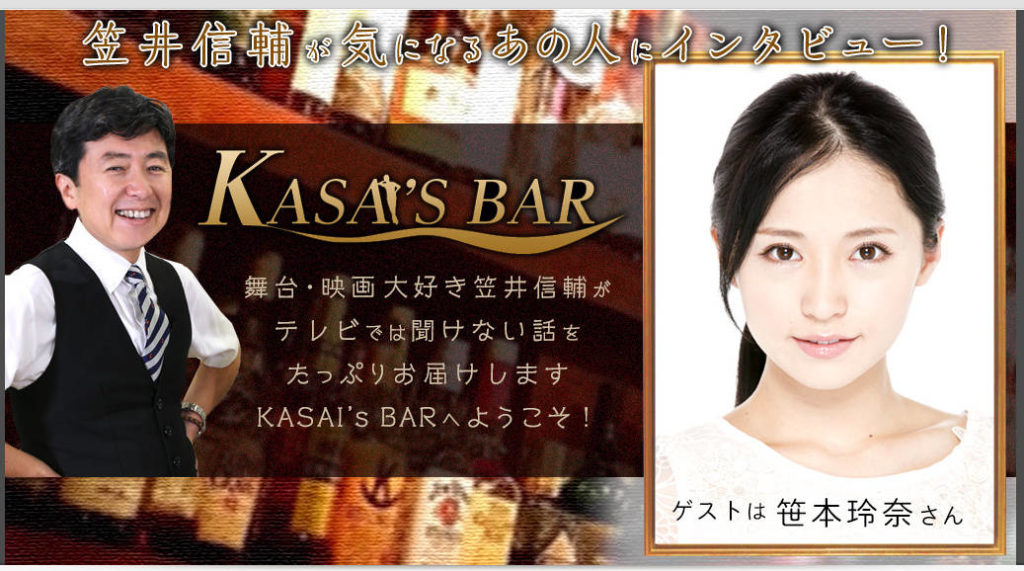 笠井信輔が気になるあの人にインタビュー！
KASAI'S BAR
舞台・映画大好き笠井信輔が
テレビでは聞けない話を
たっぷりお届けします
KASAI's BARへようこそ！
ゲストは 笹本玲奈さん